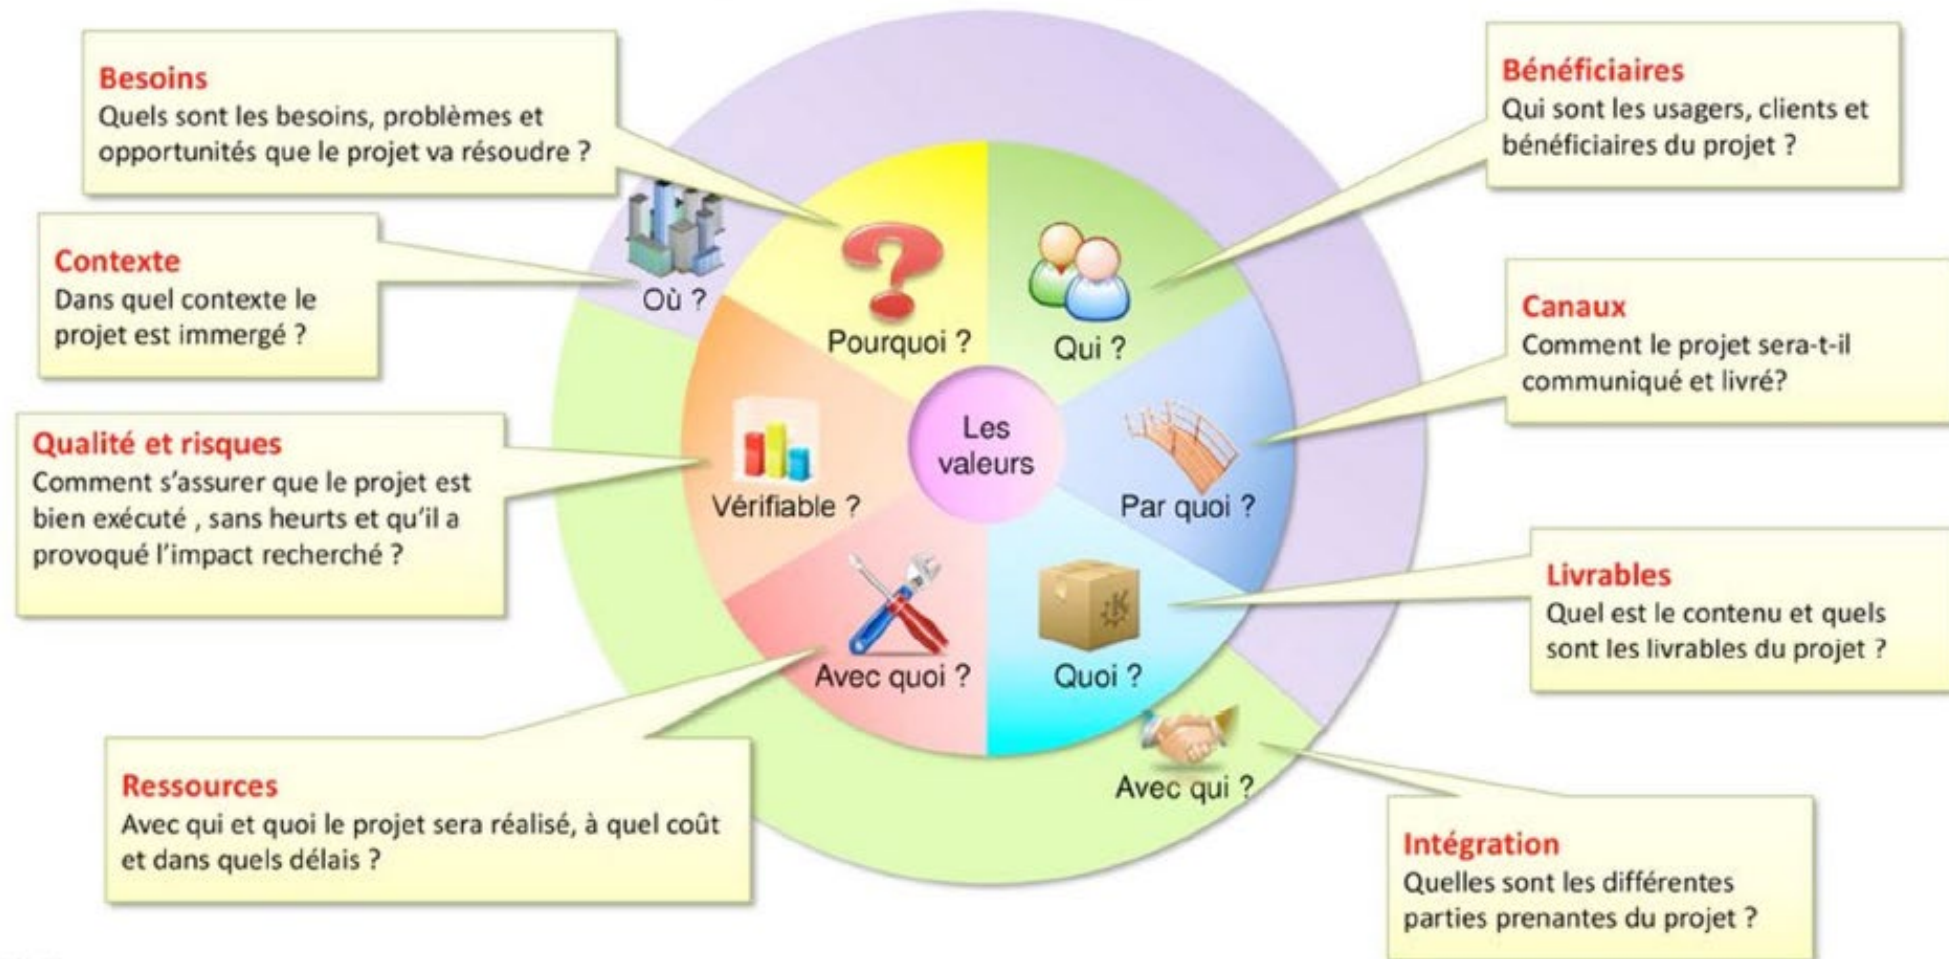 Besoins
Quels sont les besoins, problèmes et
opportunités que le projet va résoudre ?
Bénéficiaires
Qui sont les usagers, clients et
bénéficiaires du projet ?
Contexte
Dans quel contexte le
projet est immergé ?
Où ?
Pourquoi ?
Qui ?
Canaux
Comment le projet sera-t-il
communiqué et livré?
Qualité et risques
Comment s'assurer que le projet est
bien exécuté , sans heurts et qu'il a
provoqué l'impact recherché ?
Vérifiable ?
Les
valeurs
Par quoi ?
Livrables
Quel est le contenu et quels
sont les livrables du projet ?
Avec quoi ?
Quoi ?
Avec qui ?
Ressources
Avec qui et quoi le projet sera réalisé, à quel coût
et dans quels délais ?
Intégration
Quelles sont les différentes
parties prenantes du projet ?